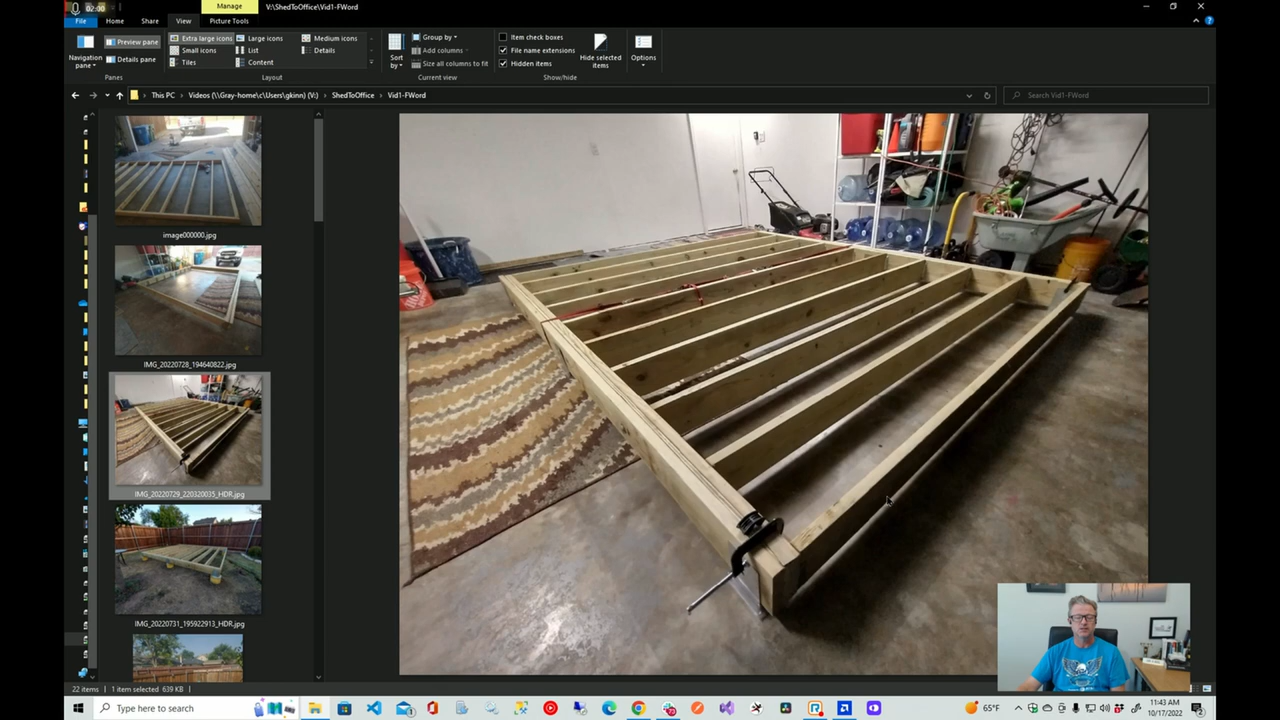 02:00
Manage
V:\ShedToOffice\Vid1-FWord
File Home Share View Picture Tools
Navigation pane
Preview pane
Details pane
Panes
Extra large icons Large icons Medium icons
Small icons List Details
Tiles Content
Layout
Sort by
Group by
Add columns
Size all columns to fit
Current view
Item check boxes
File name extensions
Hidden items
Hide selected items
Show/hide
Options
This PC Videos (\\Gray-home\c\Users\gkinn) (V:) ShedToOffice Vid1-FWord
Search Vid1-FWord
image000000.jpg
IMG_20220728_194640822.jpg
IMG_20220729_220320035_HDR.jpg
IMG_20220731_195922913_HDR.jpg
22 items 1 item selected 639 KB
Type here to search
65°F
11:43 AM
10/17/2022